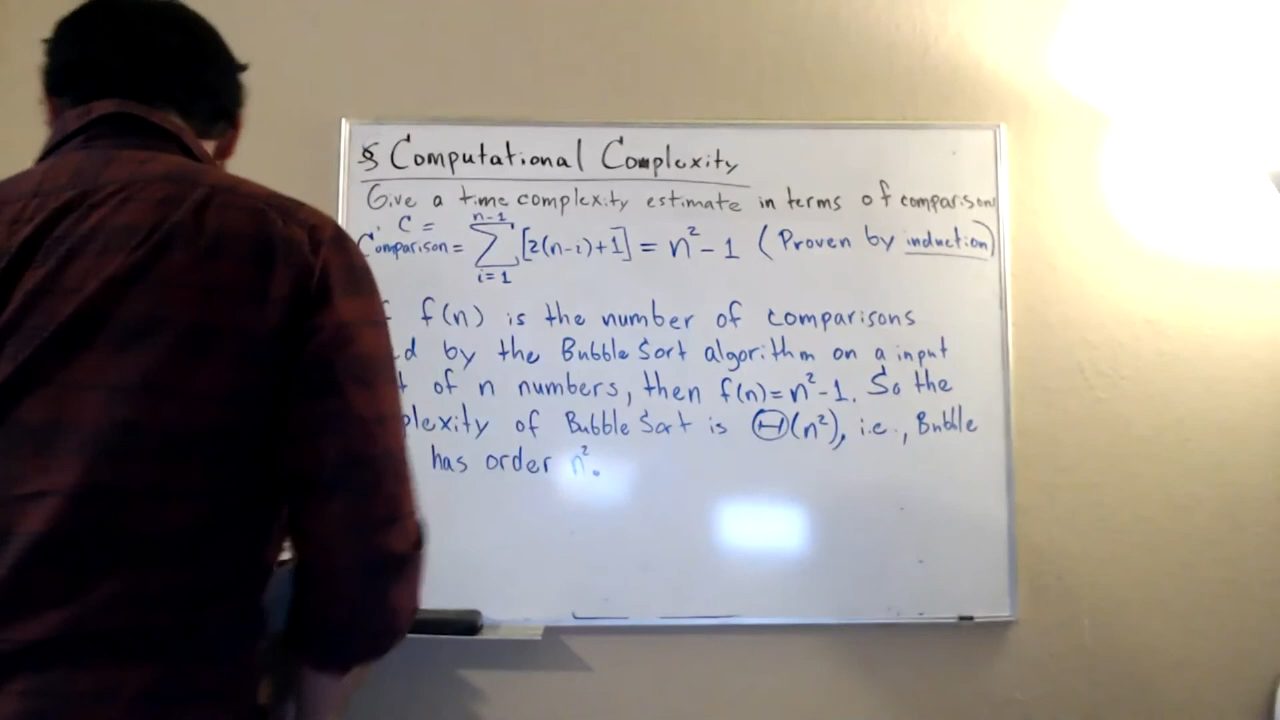 § Computational Complexity
Give a time complexity estimate in terms of comparisons
C =
Comparison = ∑_{i=1}^{n-1} [2(n-i)+1] = n² - 1 (Proven by induction)
f(n) is the number of comparisons
by the Bubble Sort algorithm on a input
of n numbers, then f(n)=n²-1. So the
plexity of Bubble Sort is Θ(n²), i.e., Bubble
has order n².